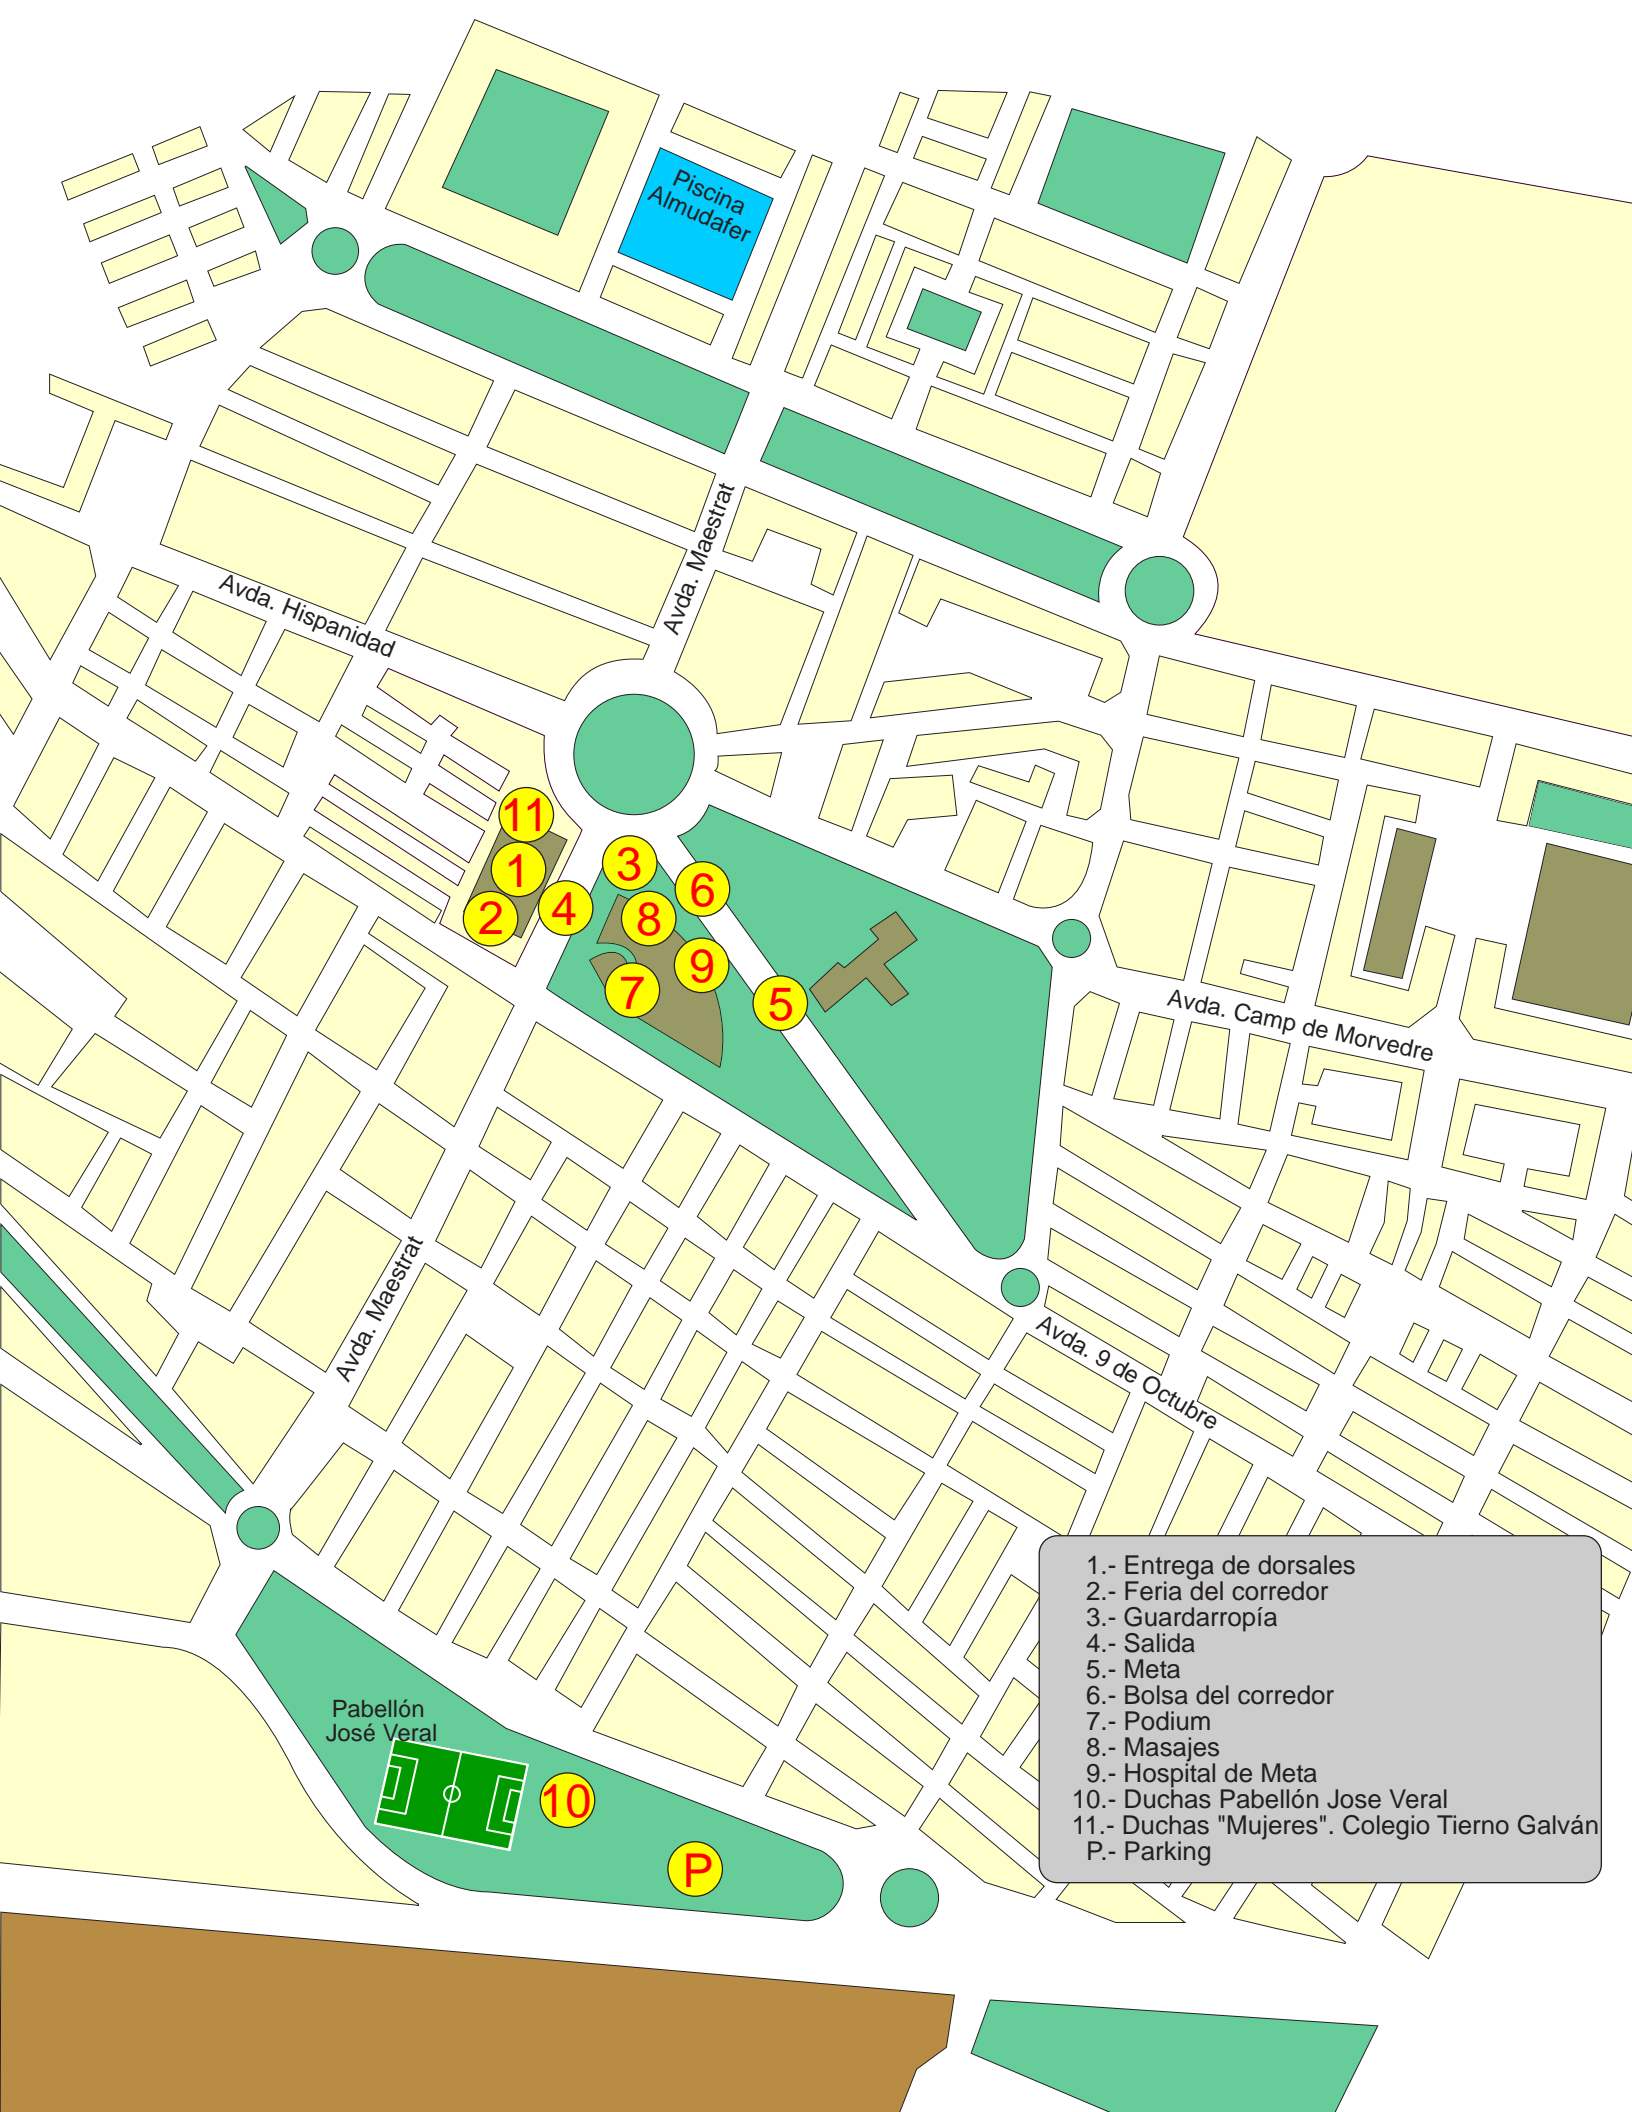 Piscina
Almudafer
Avda. Maestrat
Avda. Hispanidad
11
1
2
4
3
6
8
9
7
5
Avda. Camp de Morvedre
Avda. Maestrat
Avda. 9 de Octubre
Pabellón
José Veral
10
P
1.- Entrega de dorsales
2.- Feria del corredor
3.- Guardarropía
4.- Salida
5.- Meta
6.- Bolsa del corredor
7.- Podium
8.- Masajes
9.- Hospital de Meta
10.- Duchas Pabellón Jose Veral
11.- Duchas "Mujeres". Colegio Tierno Galván
P.- Parking